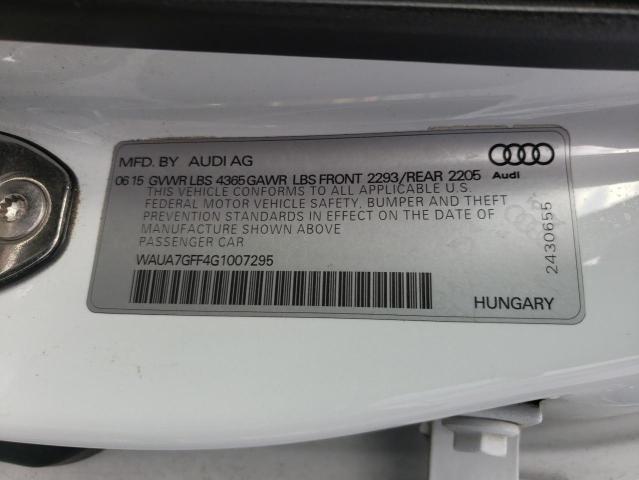 MFD. BY AUDI AG
06 15 GVWR LBS 4365 GAWR LBS FRONT 2293/REAR 2205
THIS VEHICLE CONFORMS TO ALL APPLICABLE U.S.
FEDERAL MOTOR VEHICLE SAFETY, BUMPER AND THEFT
PREVENTION STANDARDS IN EFFECT ON THE DATE OF
MANUFACTURE SHOWN ABOVE
PASSENGER CAR
WAUA7GFF4G1007295
Audi
2430655
HUNGARY